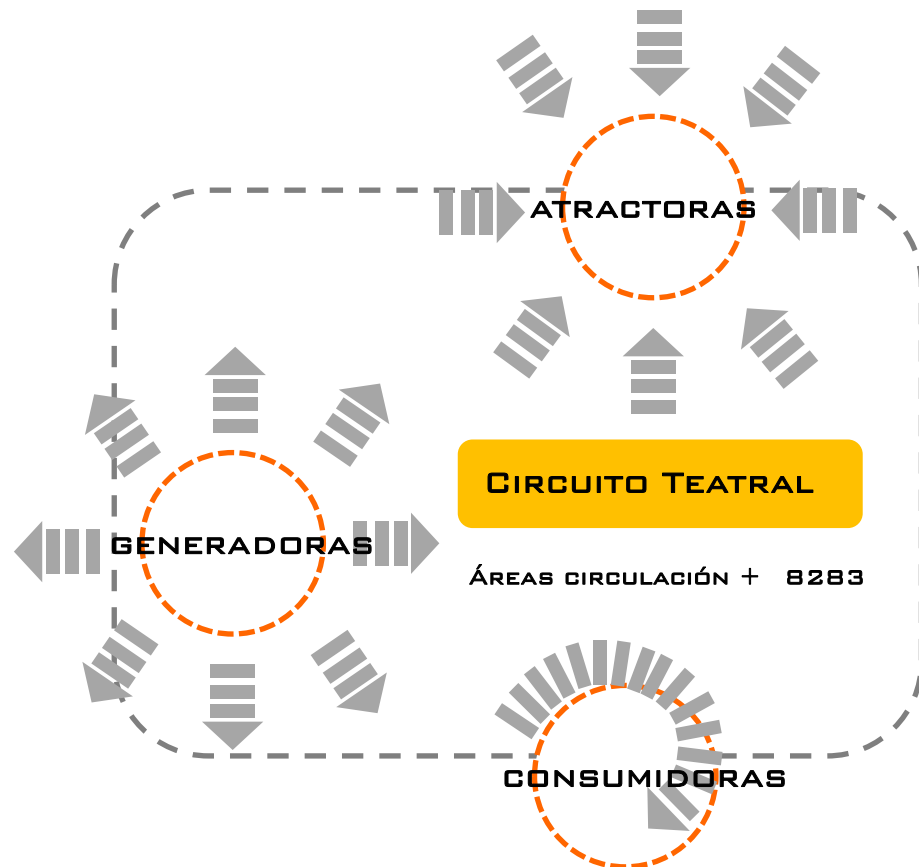 ATRACTORAS
CIRCUITO TEATRAL
GENERADORAS
ÁREAS CIRCULACIÓN + 8283
CONSUMIDORAS